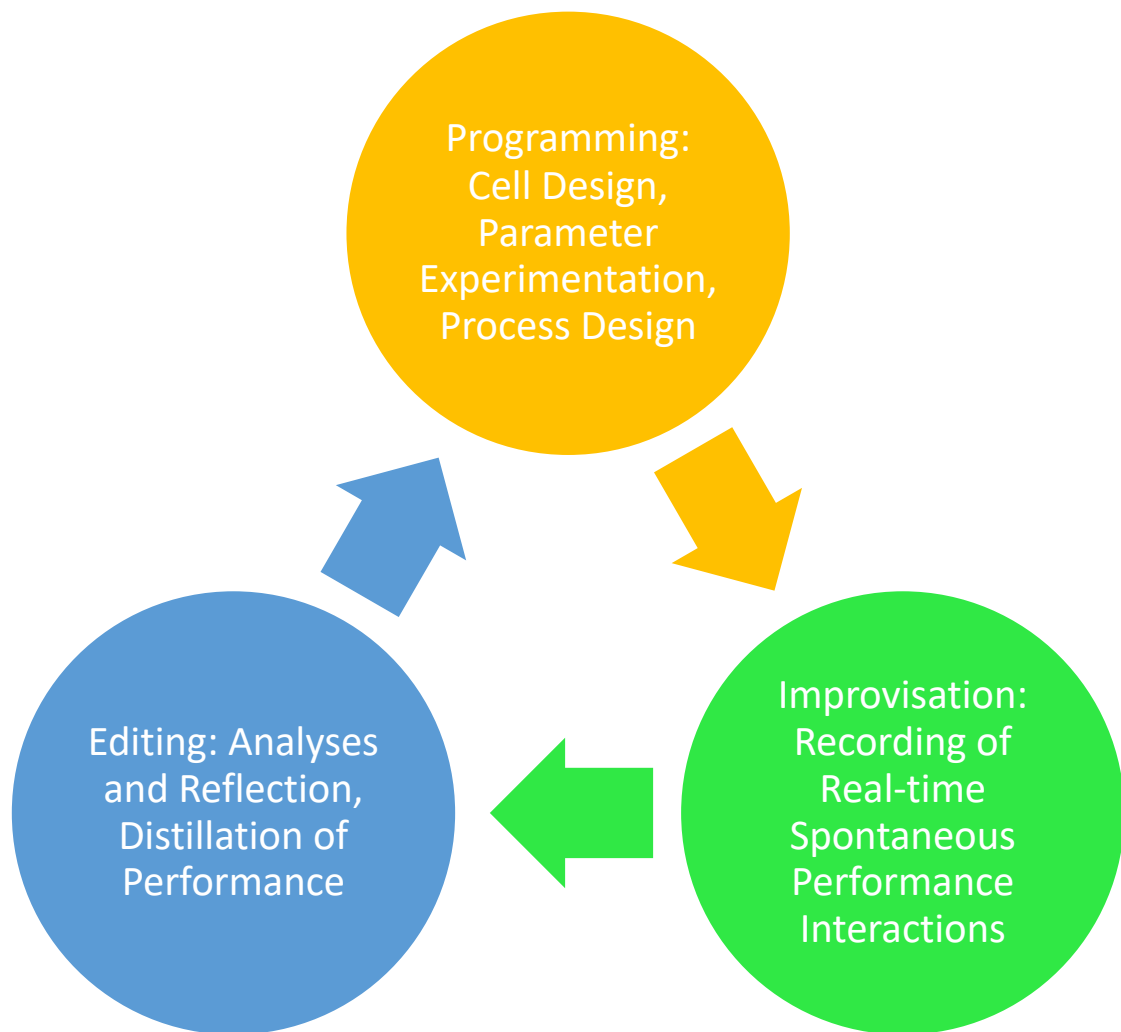 Programming:
Cell Design,
Parameter
Experimentation,
Process Design
Improvisation:
Recording of
Real-time
Spontaneous
Performance
Interactions
Editing: Analyses
and Reflection,
Distillation of
Performance